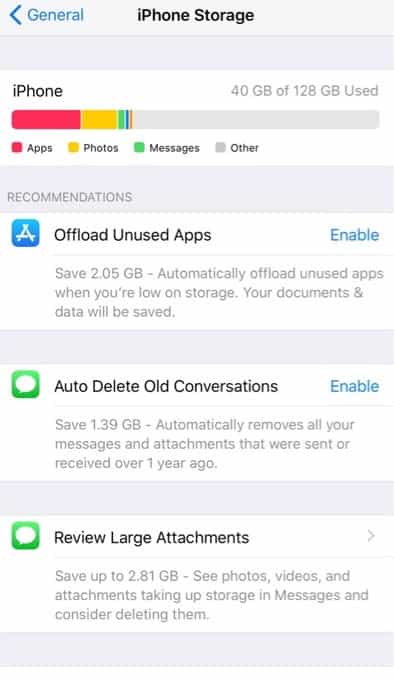 General
iPhone Storage
iPhone
40 GB of 128 GB Used
Apps Photos Messages Other
RECOMMENDATIONS
Offload Unused Apps
Enable
Save 2.05 GB - Automatically offload unused apps
when you're low on storage. Your documents &
data will be saved.
Auto Delete Old Conversations
Enable
Save 1.39 GB - Automatically removes all your
messages and attachments that were sent or
received over 1 year ago.
Review Large Attachments
Save up to 2.81 GB - See photos, videos, and
attachments taking up storage in Messages and
consider deleting them.